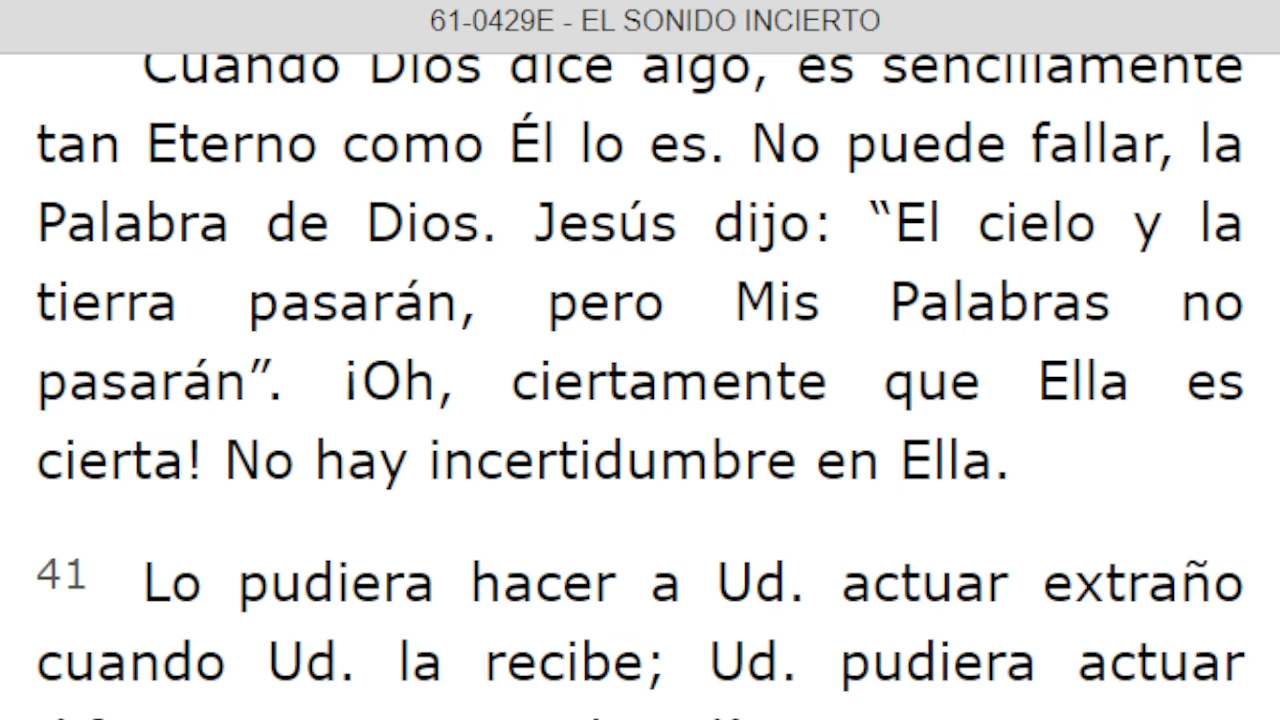 61-0429E - EL SONIDO INCIERTO
Cuando Dios dice algo, es sencillamente
tan Eterno como Él lo es. No puede fallar, la
Palabra de Dios. Jesús dijo: “El cielo y la
tierra pasarán, pero Mis Palabras no
pasarán”. ¡Oh, ciertamente que Ella es
cierta! No hay incertidumbre en Ella.
41 Lo pudiera hacer a Ud. actuar extraño
cuando Ud. la recibe; Ud. pudiera actuar